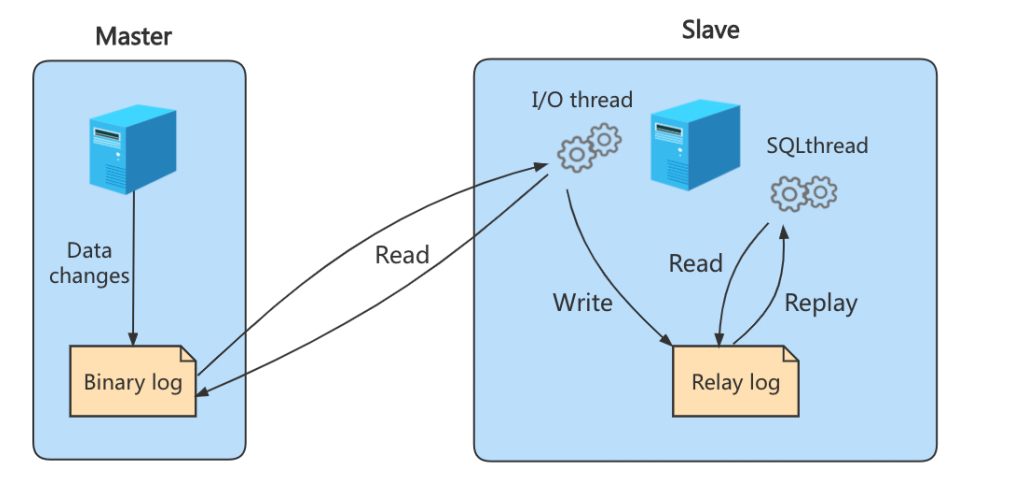 Master
Slave
I/O thread
SQLthread
Data
changes
Read
Read
Write
Replay
Binary log
Relay log